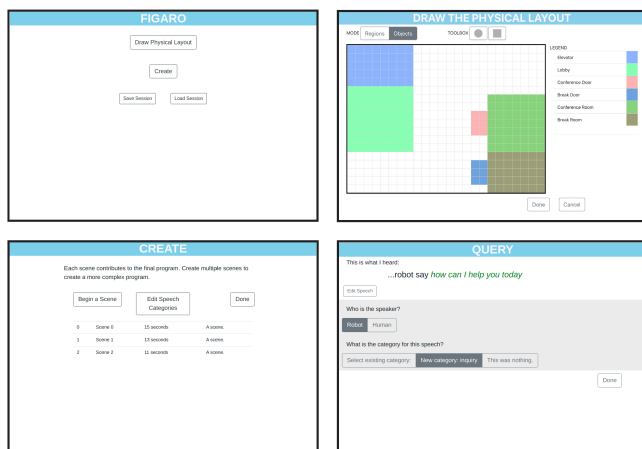 FIGARO
Draw Physical Layout
Create
Save Session Load Session
DRAW THE PHYSICAL LAYOUT
MODE Regions Objects TOOLBOX
LEGEND
Elevator
Lobby
Conference Door
Break Door
Conference Room
Break Room
Done Cancel
CREATE
Each scene contributes to the final program. Create multiple scenes to
create a more complex program.
Begin a Scene
Edit Speech
Categories
Done
0 Scene 0 15 seconds A scene.
1 Scene 1 13 seconds A scene.
2 Scene 2 11 seconds A scene.
QUERY
This is what I heard:
...robot say how can I help you today
Edit Speech
Who is the speaker?
Robot Human
What is the category for this speech?
Select existing category: New category: inquiry This was nothing.
Done